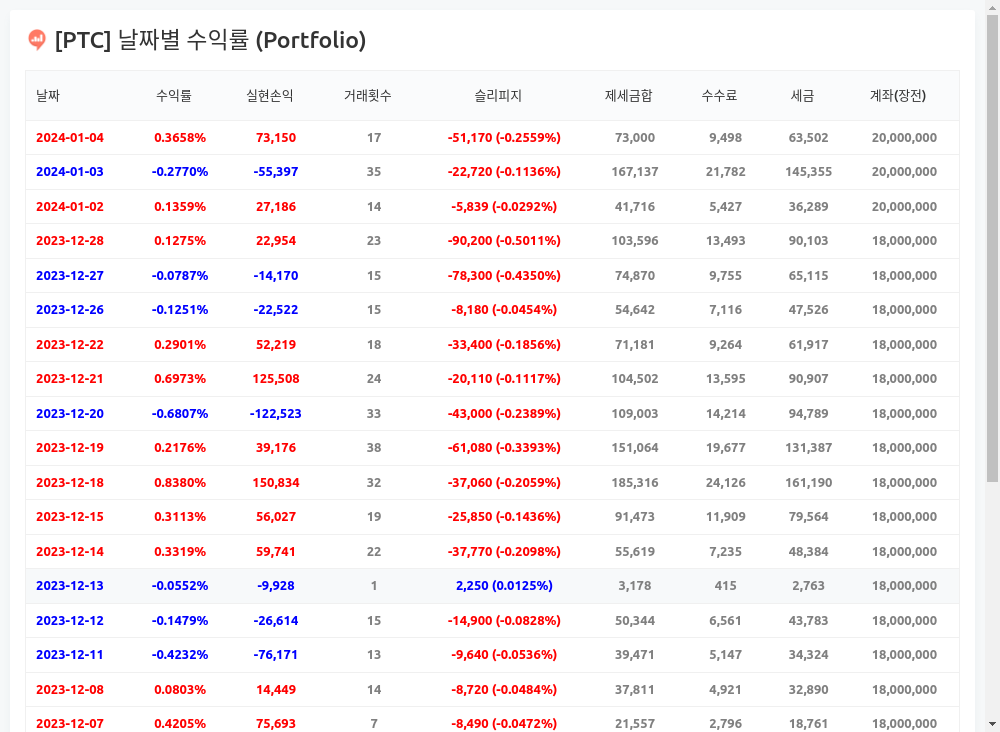 [PTC] 날짜별 수익률 (Portfolio)
날짜 수익률 실현손익 거래횟수 슬리피지 제세금합 수수료 세금 계좌(장전)
2024-01-04 0.3658% 73,150 17 -51,170 (-0.2559%) 73,000 9,498 63,502 20,000,000
2024-01-03 -0.2770% -55,397 35 -22,720 (-0.1136%) 167,137 21,782 145,355 20,000,000
2024-01-02 0.1359% 27,186 14 -5,839 (-0.0292%) 41,716 5,427 36,289 20,000,000
2023-12-28 0.1275% 22,954 23 -90,200 (-0.5011%) 103,596 13,493 90,103 18,000,000
2023-12-27 -0.0787% -14,170 15 -78,300 (-0.4350%) 74,870 9,755 65,115 18,000,000
2023-12-26 -0.1251% -22,522 15 -8,180 (-0.0454%) 54,642 7,116 47,526 18,000,000
2023-12-22 0.2901% 52,219 18 -33,400 (-0.1856%) 71,181 9,264 61,917 18,000,000
2023-12-21 0.6973% 125,508 24 -20,110 (-0.1117%) 104,502 13,595 90,907 18,000,000
2023-12-20 -0.6807% -122,523 33 -43,000 (-0.2389%) 109,003 14,214 94,789 18,000,000
2023-12-19 0.2176% 39,176 38 -61,080 (-0.3393%) 151,064 19,677 131,387 18,000,000
2023-12-18 0.8380% 150,834 32 -37,060 (-0.2059%) 185,316 24,126 161,190 18,000,000
2023-12-15 0.3113% 56,027 19 -25,850 (-0.1436%) 91,473 11,909 79,564 18,000,000
2023-12-14 0.3319% 59,741 22 -37,770 (-0.2098%) 55,619 7,235 48,384 18,000,000
2023-12-13 -0.0552% -9,928 1 2,250 (0.0125%) 3,178 415 2,763 18,000,000
2023-12-12 -0.1479% -26,614 15 -14,900 (-0.0828%) 50,344 6,561 43,783 18,000,000
2023-12-11 -0.4232% -76,171 13 -9,640 (-0.0536%) 39,471 5,147 34,324 18,000,000
2023-12-08 0.0803% 14,449 14 -8,720 (-0.0484%) 37,811 4,921 32,890 18,000,000
2023-12-07 0.4205% 75,693 7 -8,490 (-0.0472%) 21,557 2,796 18,761 18,000,000